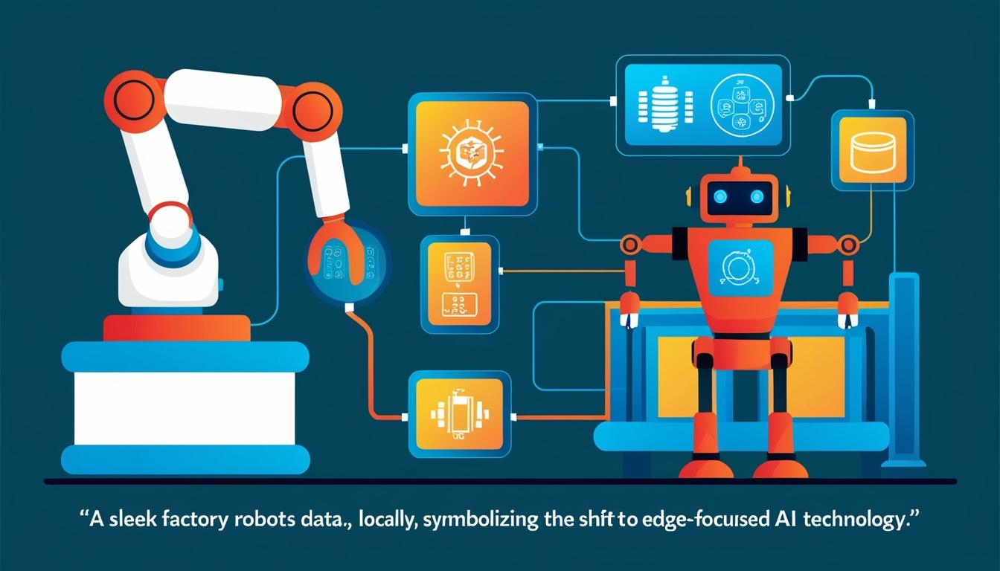 “A sleek factory robots data., locally, symbolizing the shift to edge-focused AI technology.”